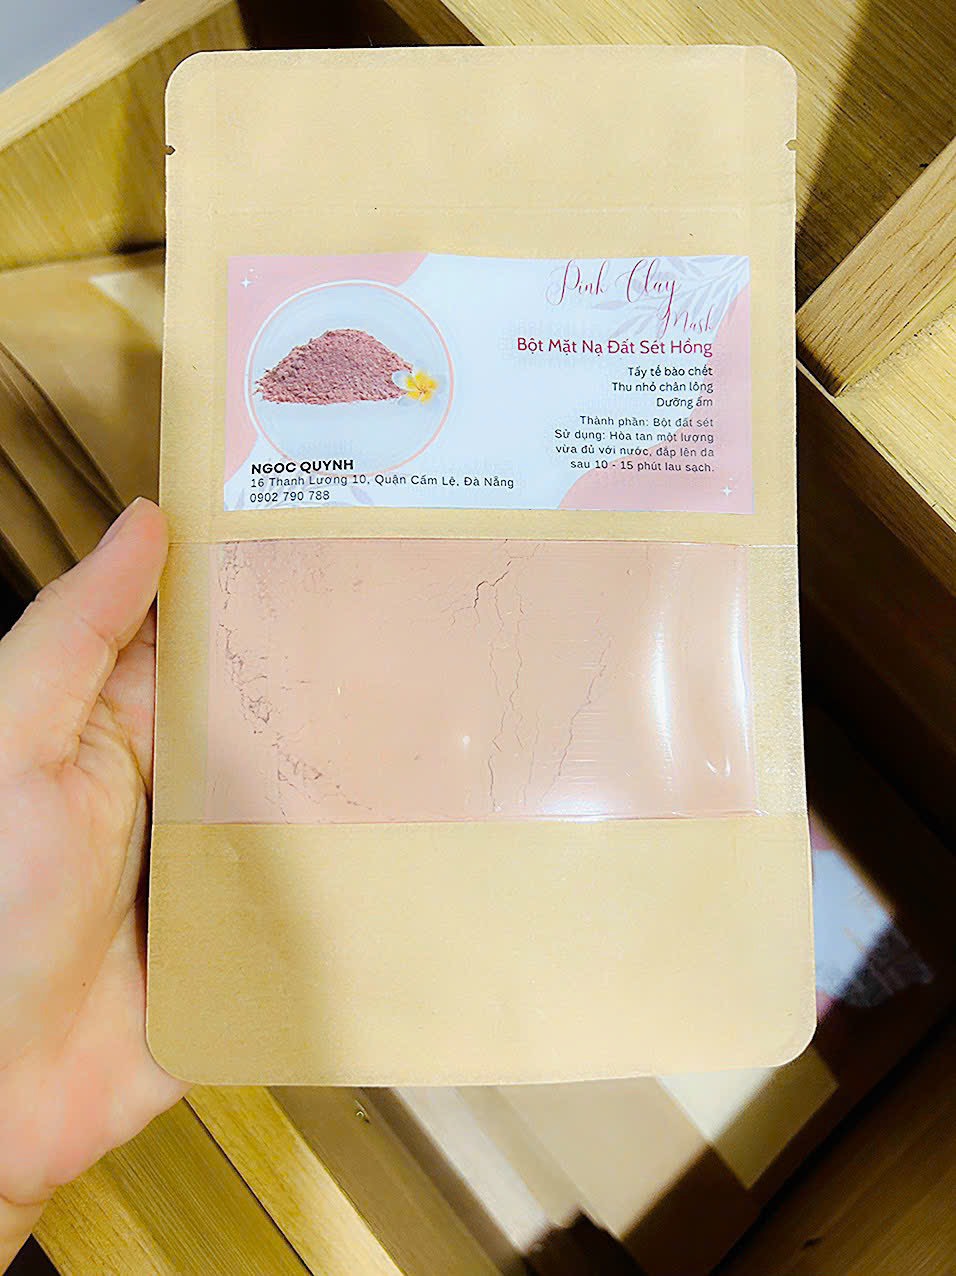 Pink Clay
Mask
Bột Mặt Nạ Đất Sét Hồng
Tẩy tế bào chết
Thu nhỏ chân lông
Dưỡng ẩm
Thành phần: Bột đất sét
Sử dụng: Hòa tan một lượng
vừa đủ với nước, đắp lên da
sau 10 - 15 phút lau sạch.
NGỌC QUỲNH
16 Thanh Lương 10, Quận Cẩm Lệ, Đà Nẵng
0902 790 788